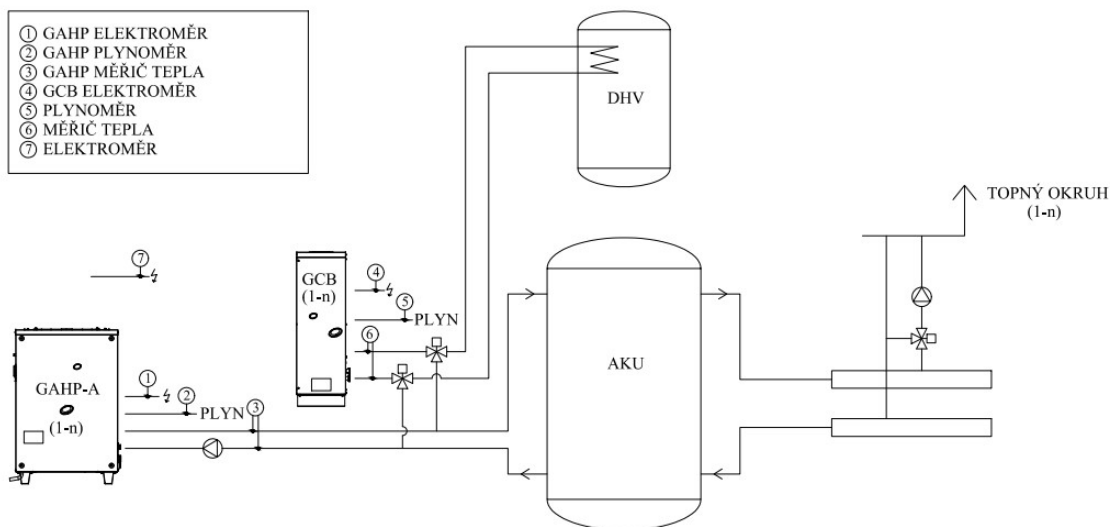 ① GAHP ELEKTROMĚR
② GAHP PLYNOMĚR
③ GAHP MĚŘIČ TEPLA
④ GCB ELEKTROMĚR
⑤ PLYNOMĚR
⑥ MĚŘIČ TEPLA
⑦ ELEKTROMĚR
DHV
TOPNÝ OKRUH
(1-n)
⑦
GCB
(1-n)
④
⑤
PLYN
⑥
AKU
GAHP-A
(1-n)
①
②
PLYN
③